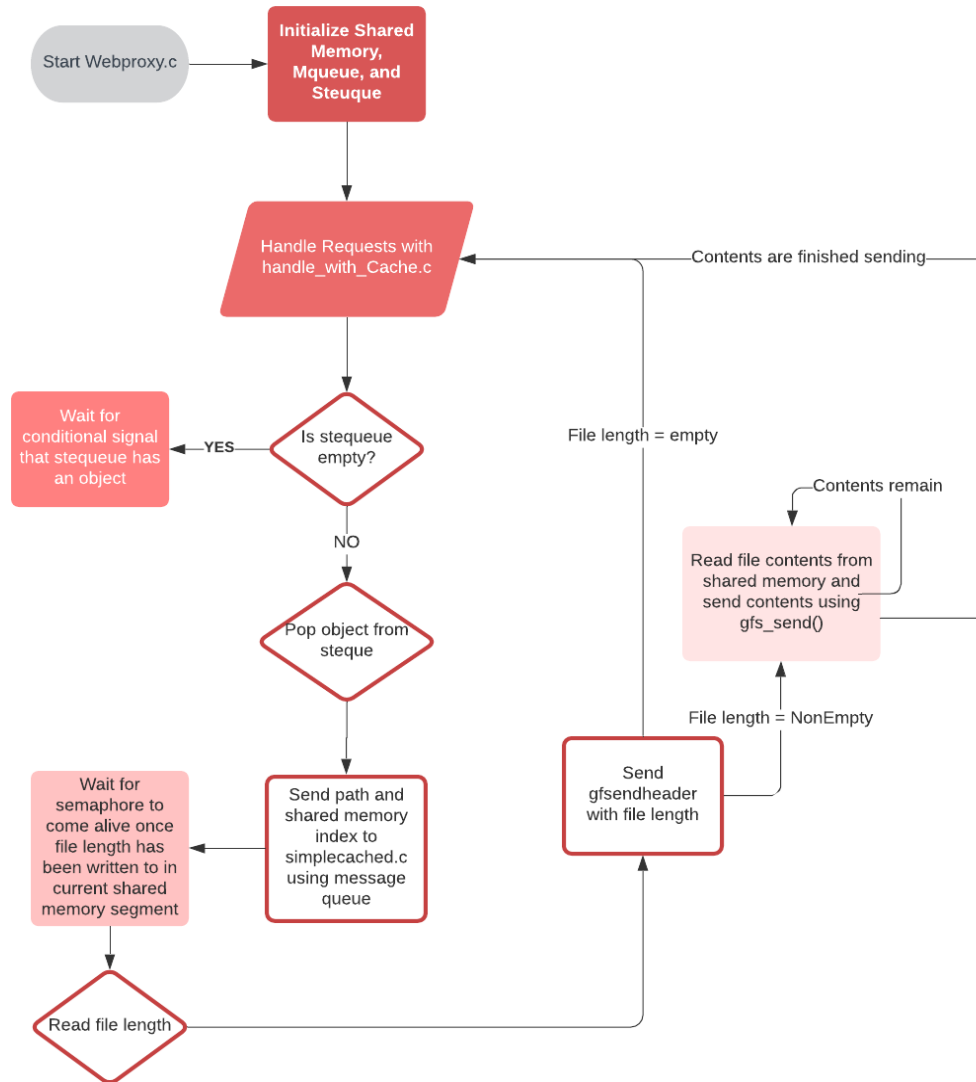 Start Webproxy.c
Initialize Shared
Memory,
Mqueue, and
Steuque
Handle Requests with
handle_with_Cache.c
Contents are finished sending
Wait for
conditional signal
that stequeue has
an object
YES
Is stequeue
empty?
File length = empty
Contents remain
NO
Read file contents from
shared memory and
send contents using
gfs_send()
Pop object from
steque
File length = NonEmpty
Wait for
semaphore to
come alive once
file length has
been written to in
current shared
memory segment
Send path and
shared memory
index to
simplecached.c
using message
queue
Send
gfsendheader
with file length
Read file length